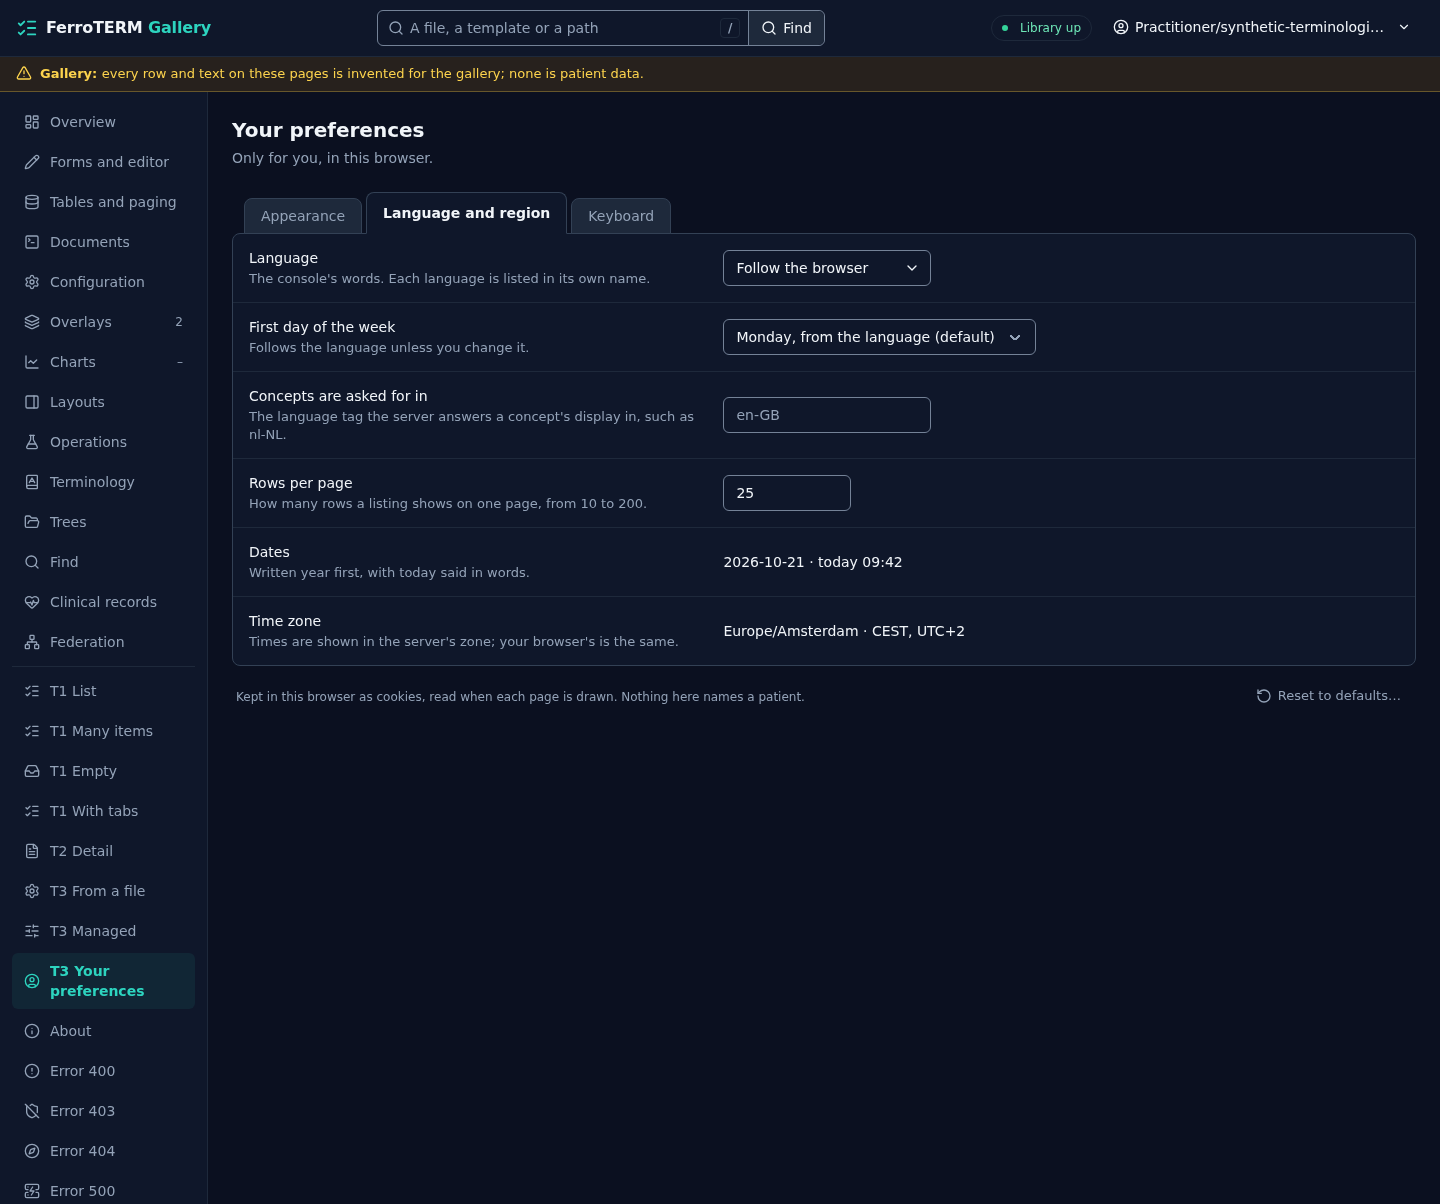 FerroTERM Gallery
A file, a template or a path
/
Find
Library up
Practitioner/synthetic-terminologi…
Gallery: every row and text on these pages is invented for the gallery; none is patient data.
Overview
Forms and editor
Tables and paging
Documents
Configuration
Overlays 2
Charts –
Layouts
Operations
Terminology
Trees
Find
Clinical records
Federation
T1 List
T1 Many items
T1 Empty
T1 With tabs
T2 Detail
T3 From a file
T3 Managed
T3 Your
preferences
About
Error 400
Error 403
Error 404
Error 500
Your preferences
Only for you, in this browser.
Appearance
Language and region
Keyboard
Language
The console's words. Each language is listed in its own name.
Follow the browser
First day of the week
Follows the language unless you change it.
Monday, from the language (default)
Concepts are asked for in
The language tag the server answers a concept's display in, such as
nl-NL.
en-GB
Rows per page
How many rows a listing shows on one page, from 10 to 200.
25
Dates
Written year first, with today said in words.
2026-10-21 · today 09:42
Time zone
Times are shown in the server's zone; your browser's is the same.
Europe/Amsterdam · CEST, UTC+2
Kept in this browser as cookies, read when each page is drawn. Nothing here names a patient.
Reset to defaults…